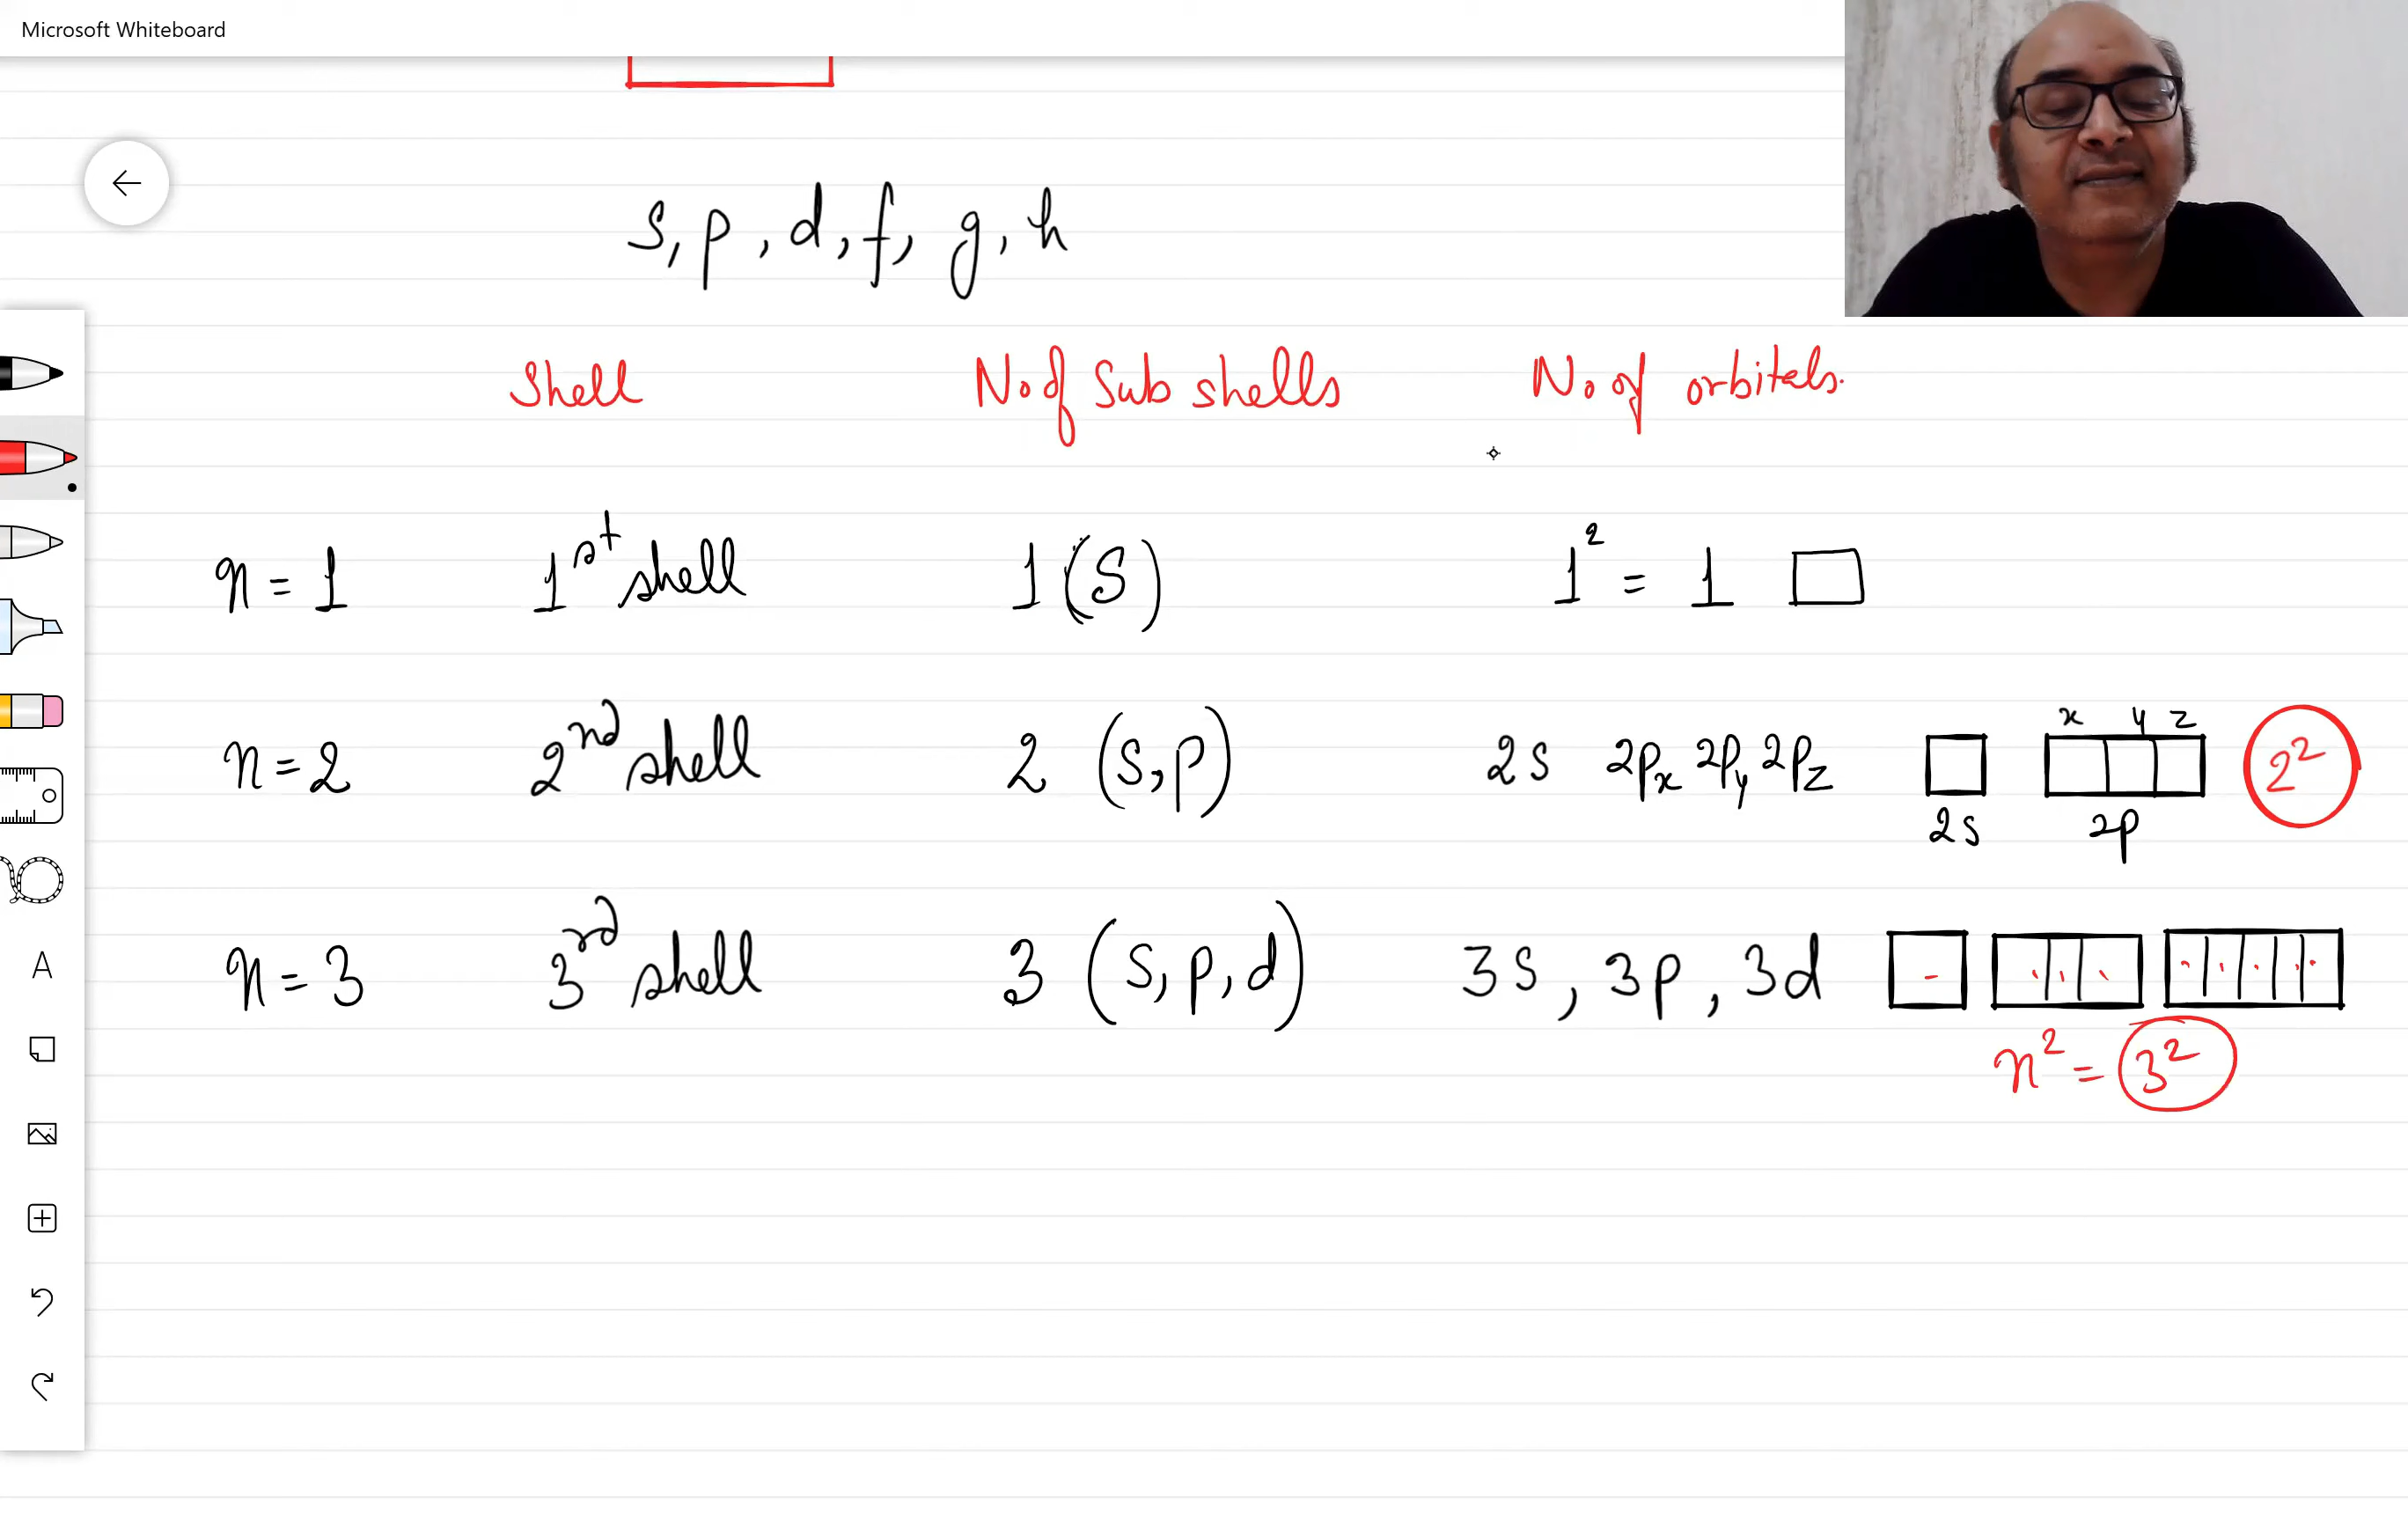 Microsoft Whiteboard
s, p, d, f, g, h
Shell No. of Sub shells No. of orbitals.
n = 1 1st shell 1 (S) 1² = 1
n = 2 2nd shell 2 (s, p) 2s 2px 2py 2pz x y z 2²
2s 2p
n = 3 3rd shell 3 (s, p, d) 3s, 3p, 3d
n² = 3²
A